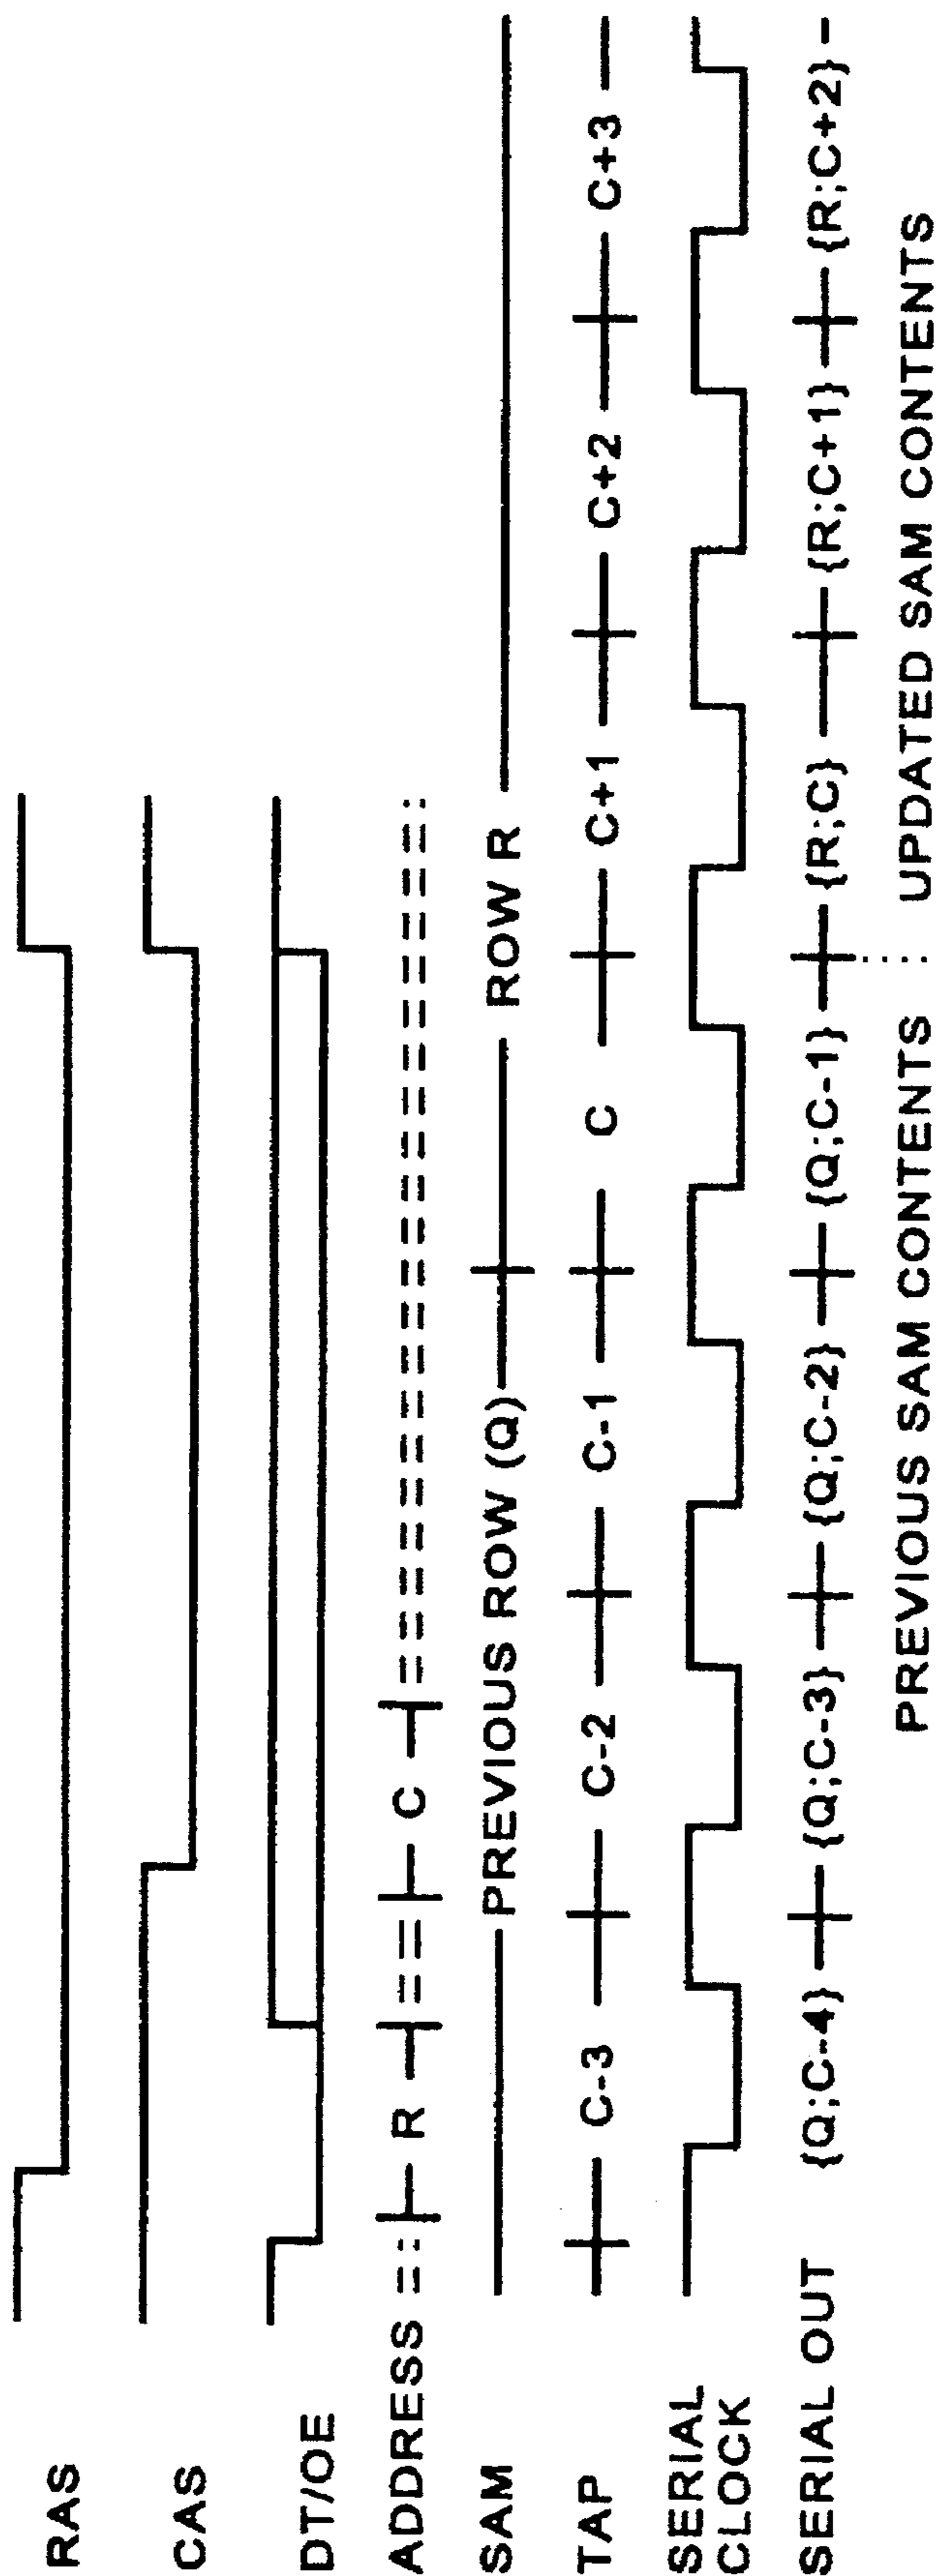 RAS
CAS
DT/OE
ADDRESS R C
SAM PREVIOUS ROW (Q) ROW R
TAP C-3 C-2 C-1 C C+1 C+2 C+3
SERIAL
CLOCK
SERIAL OUT {Q;C-4} {Q;C-3} {Q;C-2} {Q;C-1} {R;C} {R;C+1} {R;C+2}
PREVIOUS SAM CONTENTS UPDATED SAM CONTENTS